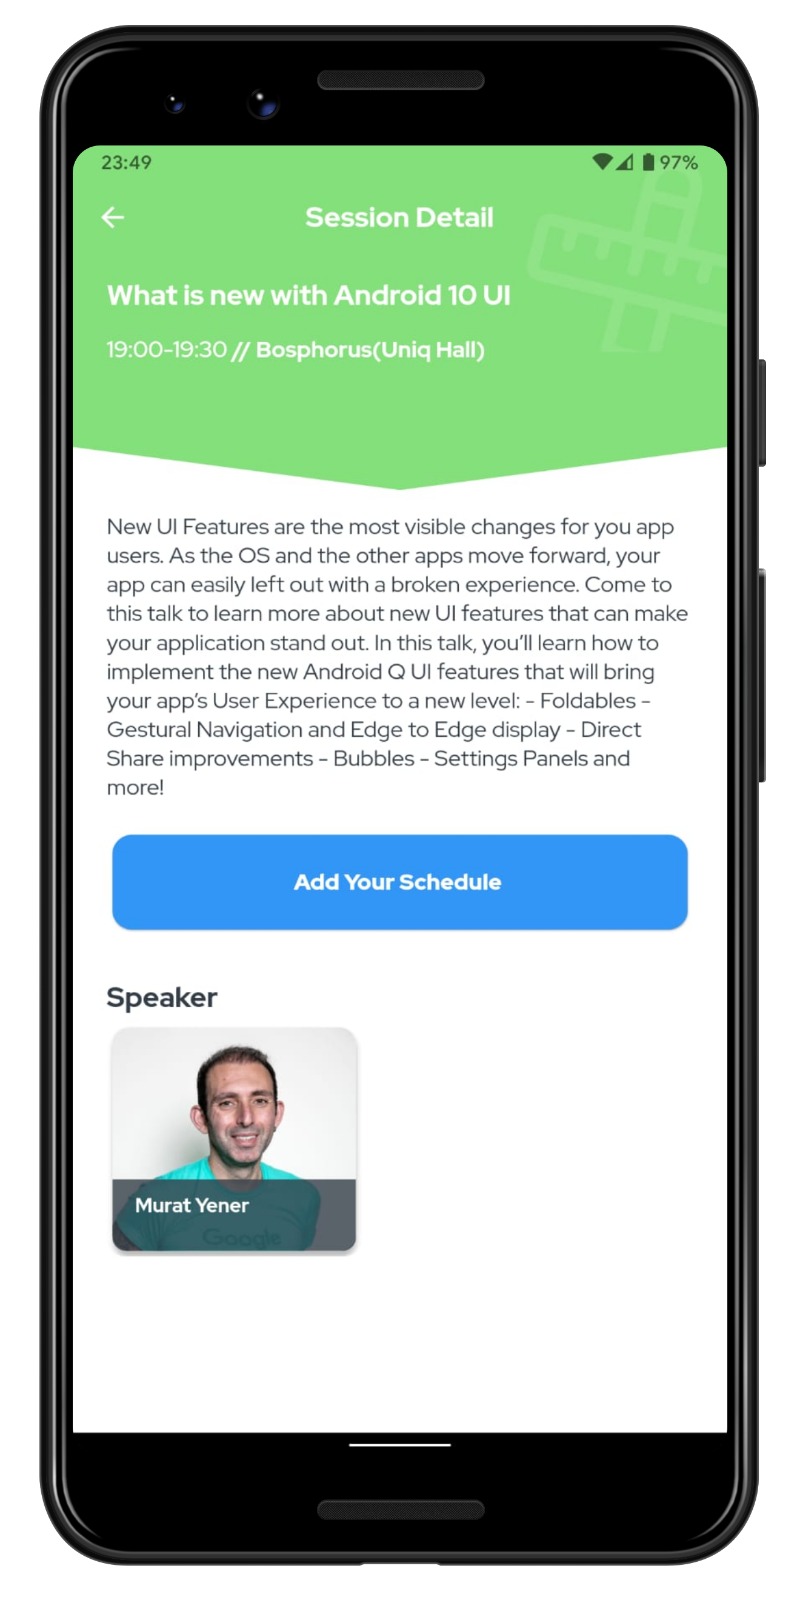 23:49
97%
Session Detail
What is new with Android 10 UI
19:00-19:30 // Bosphorus(Uniq Hall)
New UI Features are the most visible changes for you app
users. As the OS and the other apps move forward, your
app can easily left out with a broken experience. Come to
this talk to learn more about new UI features that can make
your application stand out. In this talk, you’ll learn how to
implement the new Android Q UI features that will bring
your app’s User Experience to a new level: - Foldables -
Gestural Navigation and Edge to Edge display - Direct
Share improvements - Bubbles - Settings Panels and
more!
Add Your Schedule
Speaker
Murat Yener
Google